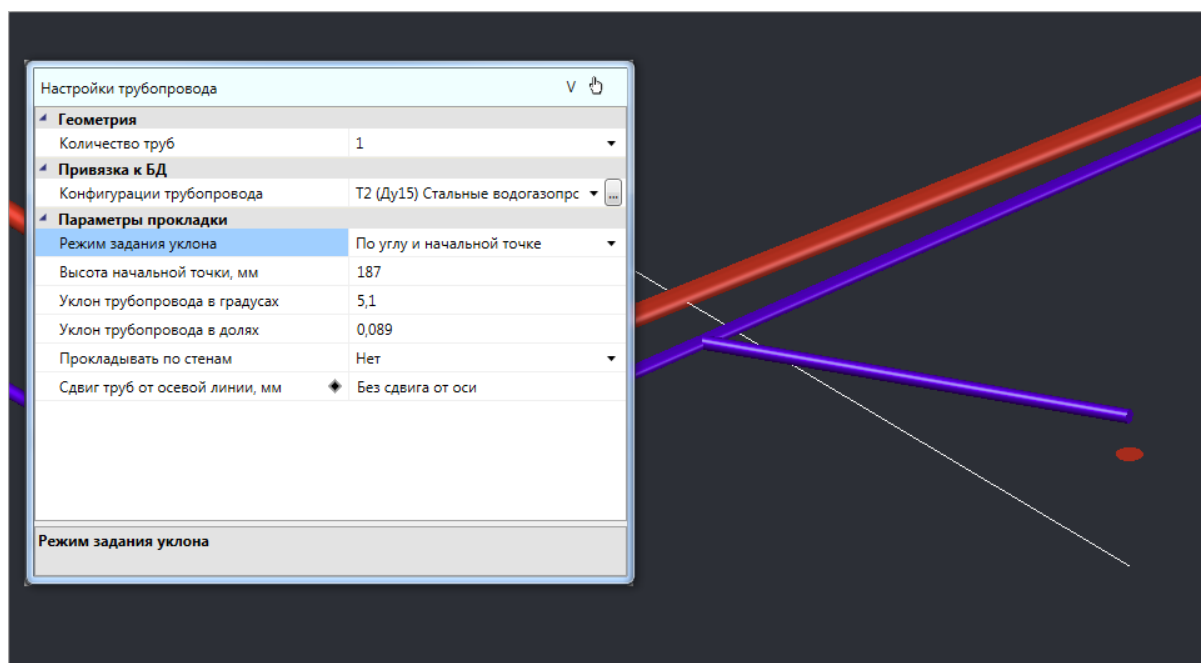 Настройки трубопровода V
Геометрия
Количество труб 1
Привязка к БД
Конфигурации трубопровода Т2 (Ду15) Стальные водогазопрс ...
Параметры прокладки
Режим задания уклона По углу и начальной точке
Высота начальной точки, мм 187
Уклон трубопровода в градусах 5,1
Уклон трубопровода в долях 0,089
Прокладывать по стенам Нет
Сдвиг труб от осевой линии, мм Без сдвига от оси
Режим задания уклона